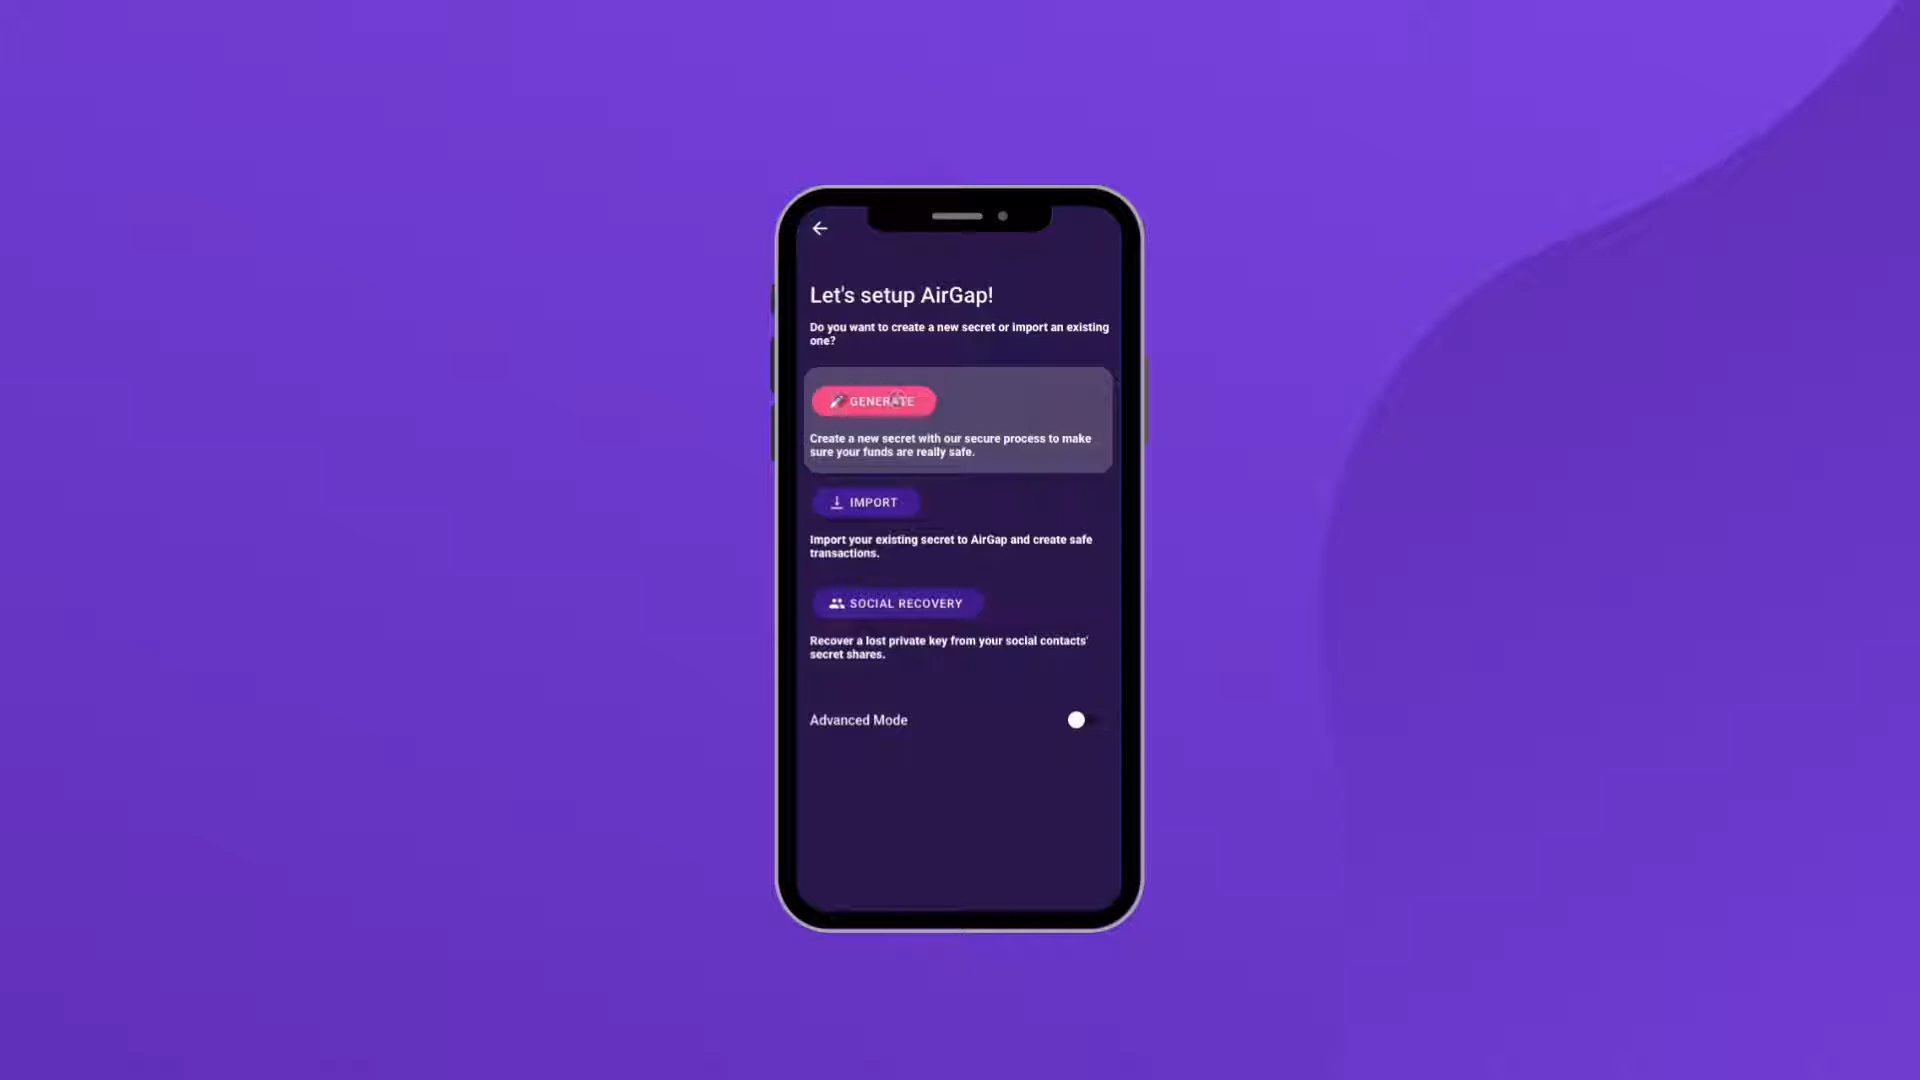 Let's setup AirGap!
Do you want to create a new secret or import an existing
one?
GENERATE
Create a new secret with our secure process to make
sure your funds are really safe.
IMPORT
Import your existing secret to AirGap and create safe
transactions.
SOCIAL RECOVERY
Recover a lost private key from your social contacts'
secret shares.
Advanced Mode